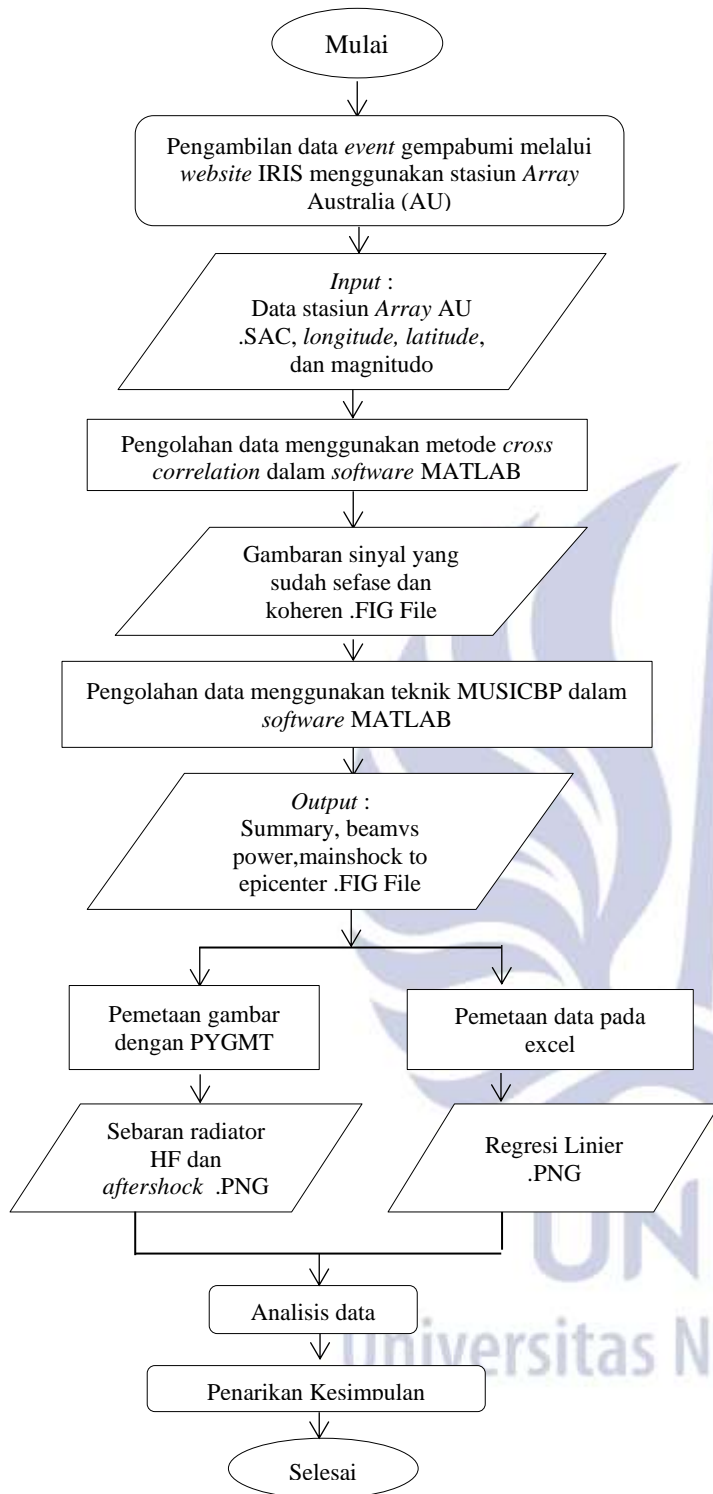 Mulai
Pengambilan data event gempabumi melalui
website IRIS menggunakan stasiun Array
Australia (AU)
Input :
Data stasiun Array AU
.SAC, longitude, latitude,
dan magnitudo
Pengolahan data menggunakan metode cross
correlation dalam software MATLAB
Gambaran sinyal yang
sudah sefase dan
koheren .FIG File
Pengolahan data menggunakan teknik MUSICBP dalam
software MATLAB
Output :
Summary, beamvs
power,mainshock to
epicenter .FIG File
Pemetaan gambar
dengan PYGMT
Pemetaan data pada
excel
Sebaran radiator
HF dan
aftershock .PNG
Regresi Linier
.PNG
UN
Analisis data
Universitas N
Penarikan Kesimpulan
Selesai